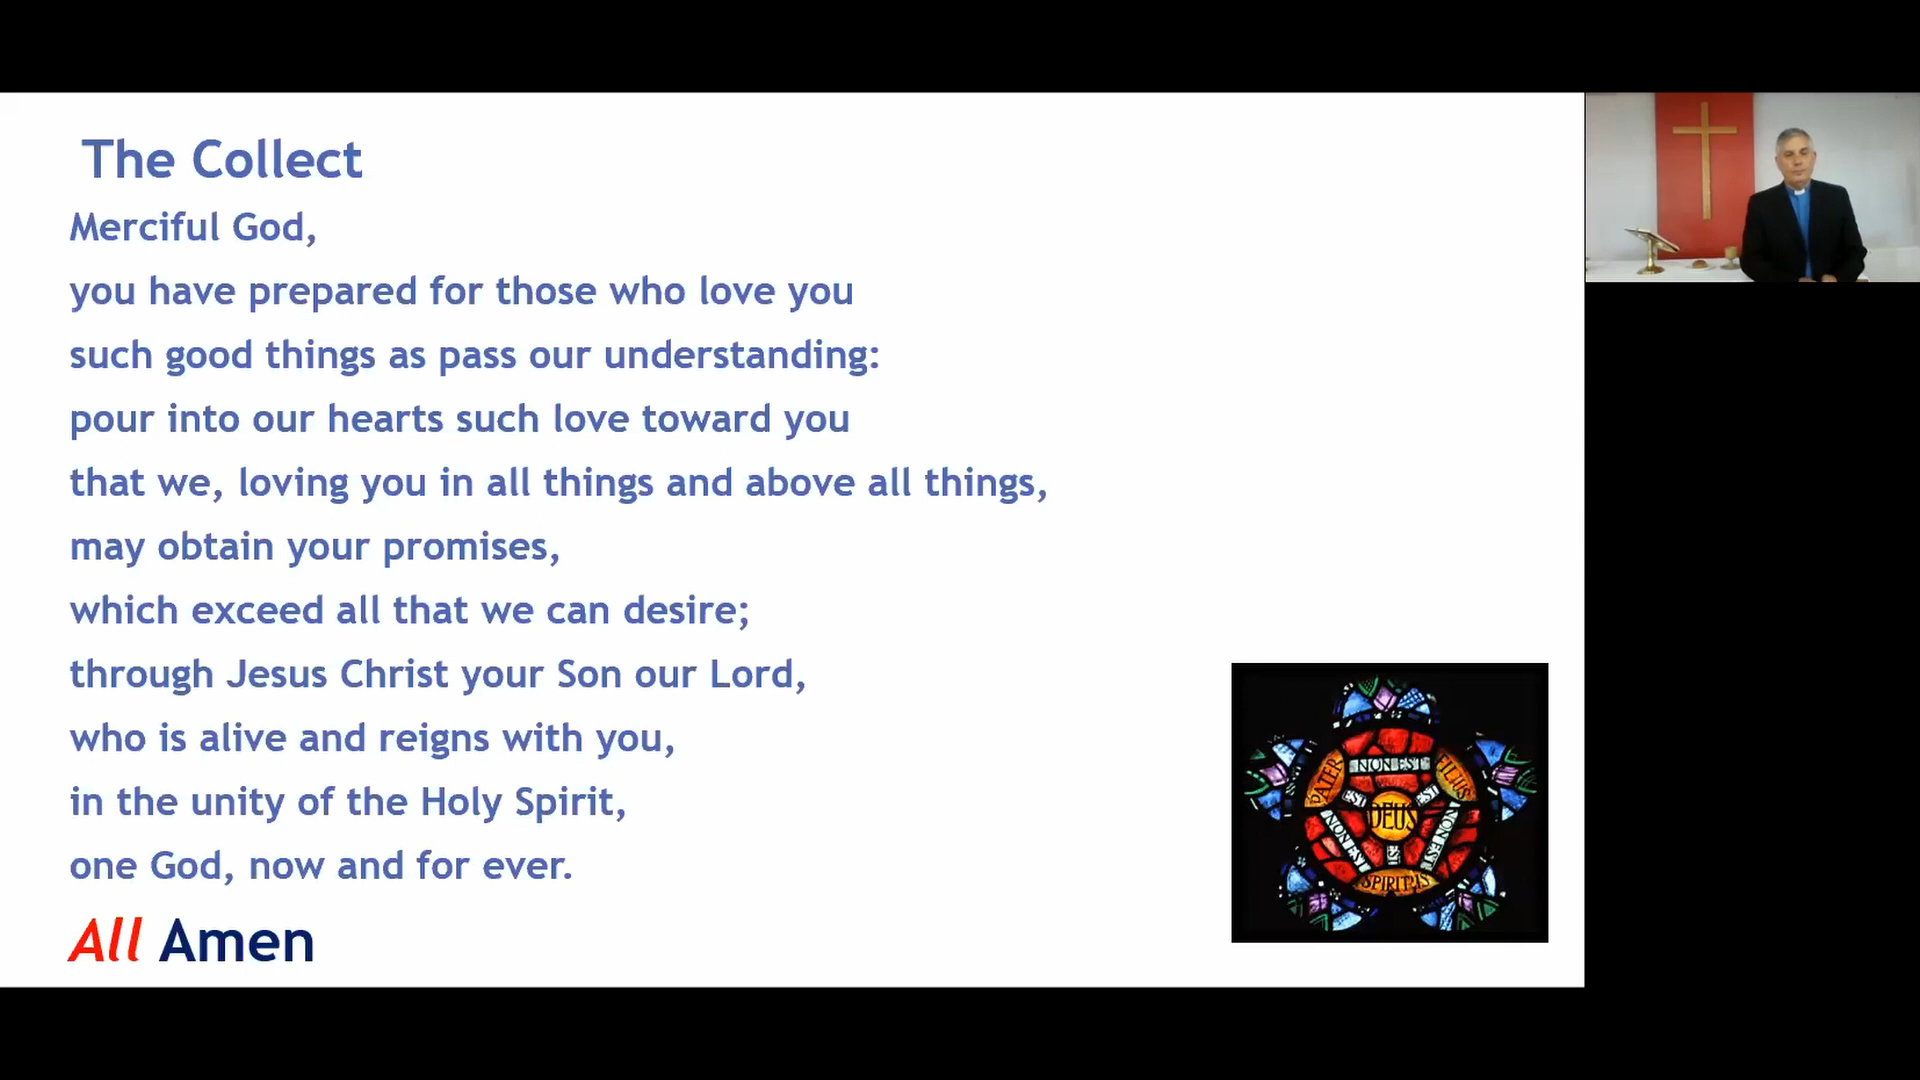 The Collect
Merciful God,
you have prepared for those who love you
such good things as pass our understanding:
pour into our hearts such love toward you
that we, loving you in all things and above all things,
may obtain your promises,
which exceed all that we can desire;
through Jesus Christ your Son our Lord,
who is alive and reigns with you,
in the unity of the Holy Spirit,
one God, now and for ever.
All Amen
PATER
NON EST
FILIUS
EST
EST
DEUS
NON EST
EST
NON EST
SPIRITUS